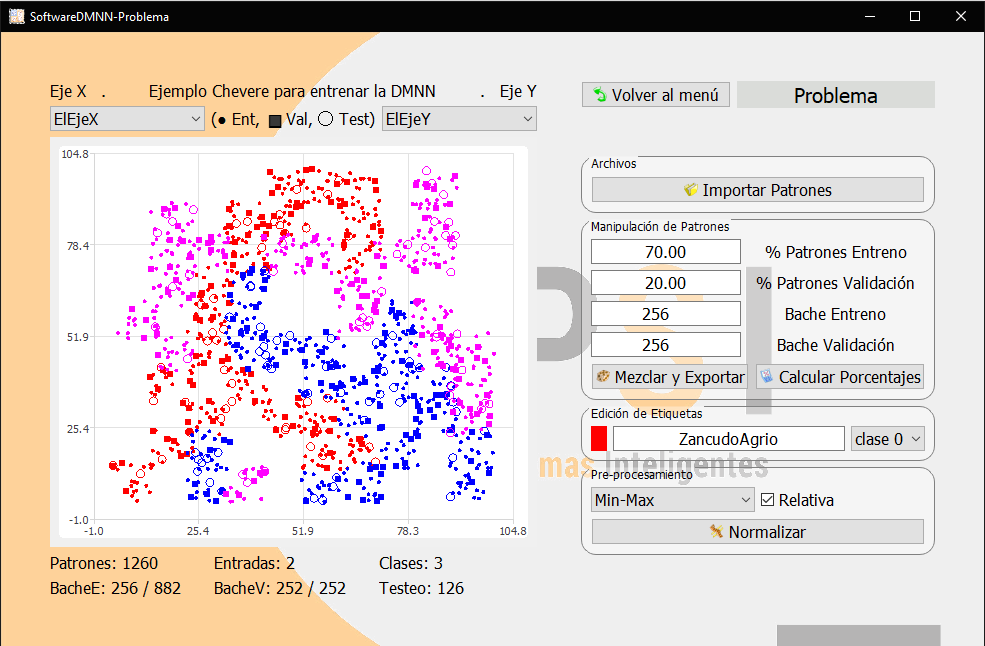 SoftwareDMNN-Problema
Eje X . Ejemplo Chevere para entrenar la DMNN . Eje Y
ElEjeX (● Ent, ■ Val, ○ Test) ElEjeY
104.8
78.4
51.9
25.4
-1.0
-1.0 25.4 51.9 78.3 104.8
Patrones: 1260 Entradas: 2 Clases: 3
BacheE: 256 / 882 BacheV: 252 / 252 Testeo: 126
Volver al menú Problema
Archivos
Importar Patrones
Manipulación de Patrones
70.00 % Patrones Entreno
20.00 % Patrones Validación
256 Bache Entreno
256 Bache Validación
Mezclar y Exportar Calcular Porcentajes
Edición de Etiquetas
ZancudoAgrio clase 0
mas Inteligentes
Pre-procesamiento
Min-Max Relativa
Normalizar